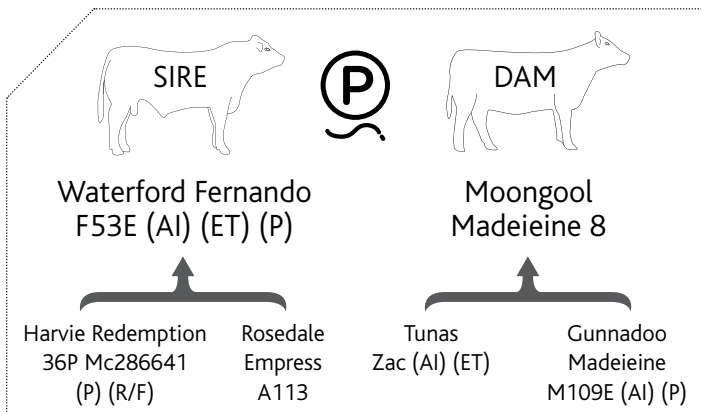 SIRE
P
DAM
Waterford Fernando
F53E (AI) (ET) (P)
Moongool
Madeieine 8
Harvie Redemption
36P Mc286641
(P) (R/F)
Rosedale
Empress
A113
Tunas
Zac (AI) (ET)
Gunnadoo
Madeieine
M109E (AI) (P)